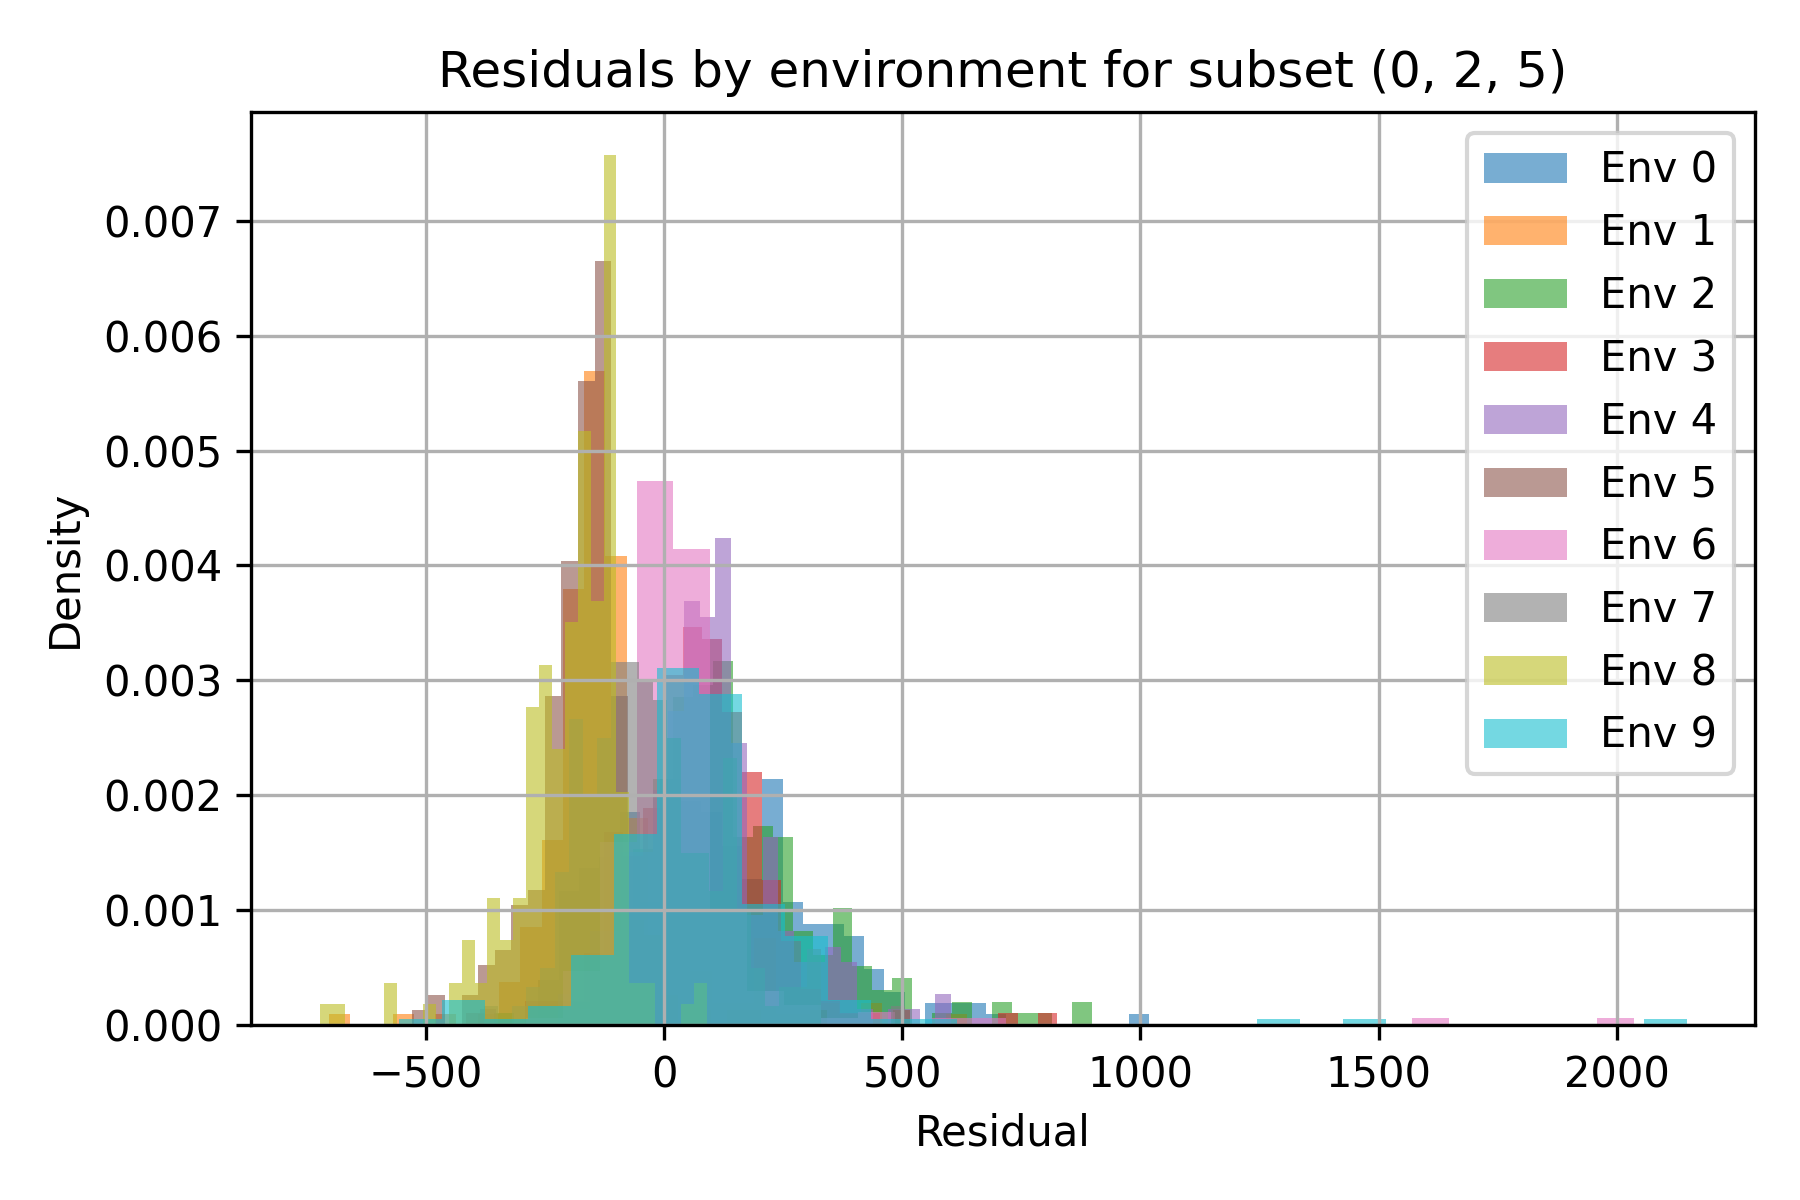 Residuals by environment for subset (0, 2, 5)
Density
0.007
0.006
0.005
0.004
0.003
0.002
0.001
0.000
−500
0
500
1000
1500
2000
Residual
Env 0
Env 1
Env 2
Env 3
Env 4
Env 5
Env 6
Env 7
Env 8
Env 9